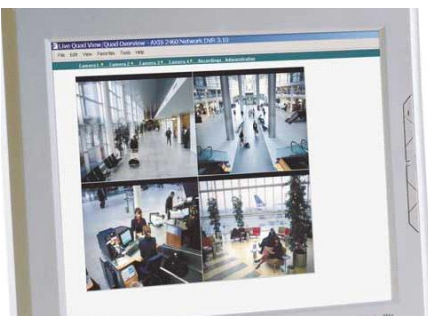 Live Quad View/Quad Overview - AXIS 2460 Network DVR 3.10
File Edit View Favorites Tools Help
Camera 1 Camera 2 Camera 3 Camera 4 Recordings Administration